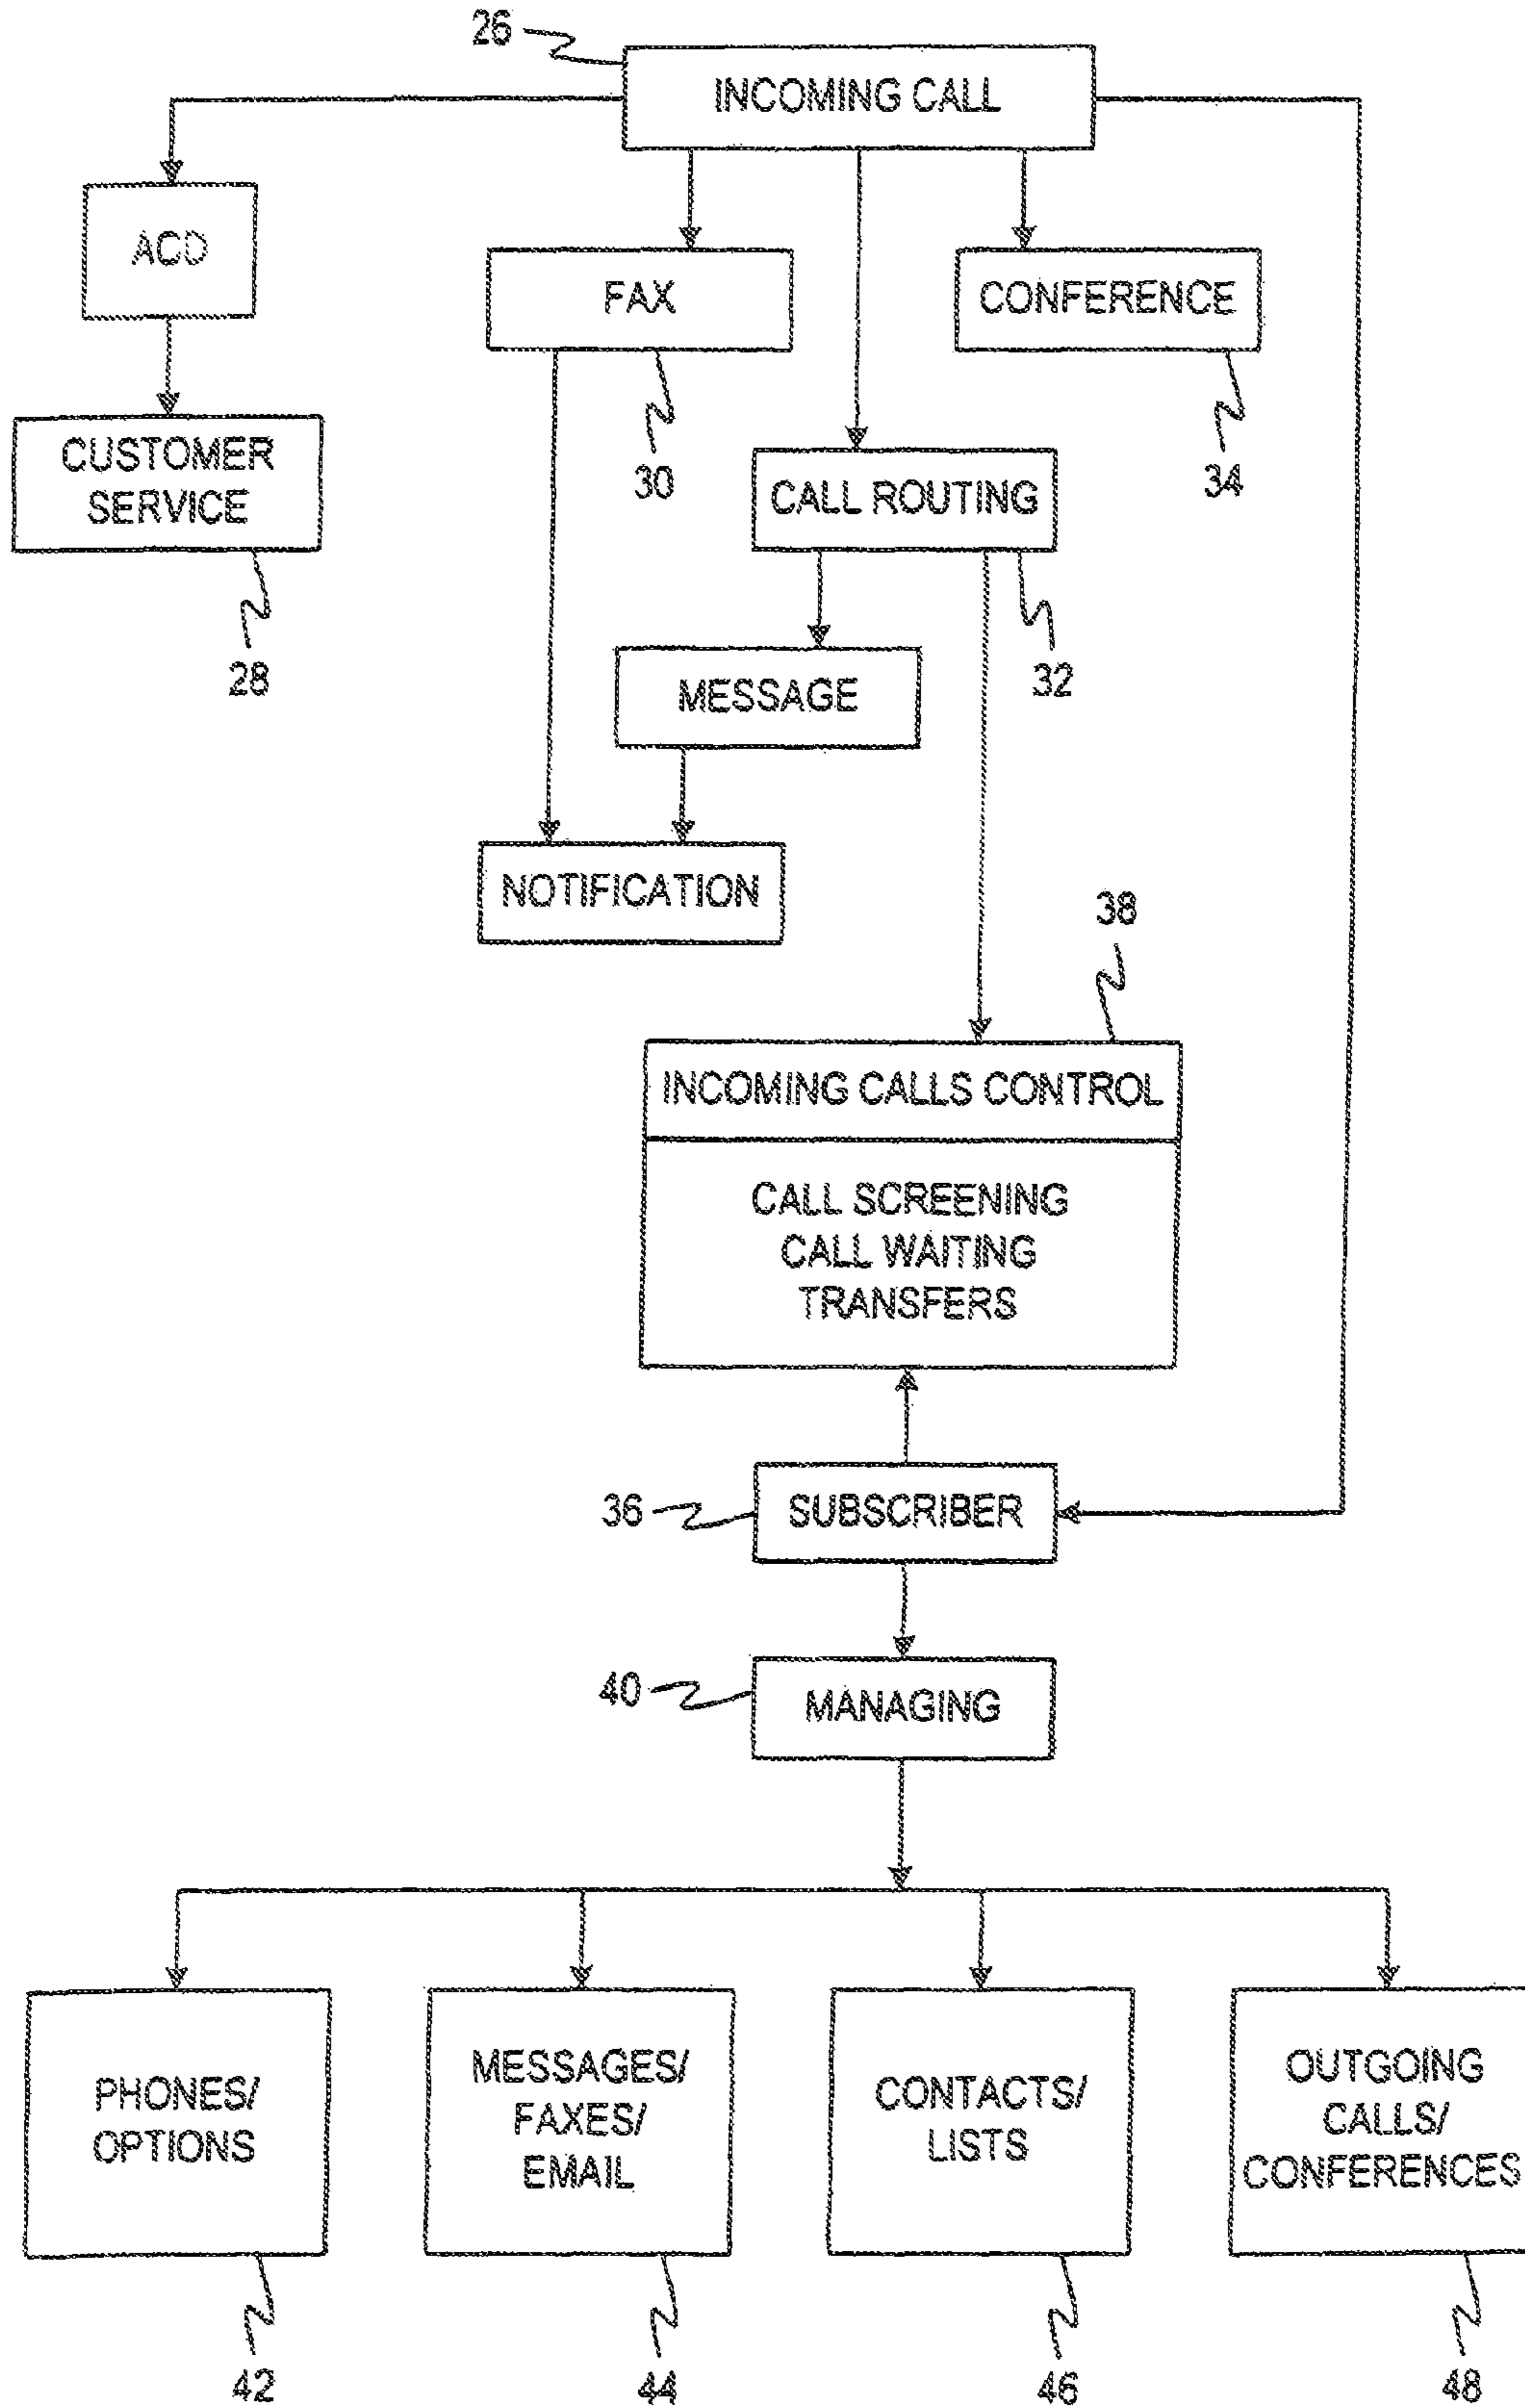 26
INCOMING CALL
ACD
FAX
CONFERENCE
CUSTOMER
SERVICE
30
CALL ROUTING
34
28
MESSAGE
32
NOTIFICATION
38
INCOMING CALLS CONTROL
CALL SCREENING
CALL WAITING
TRANSFERS
36
SUBSCRIBER
40
MANAGING
PHONES/
OPTIONS
MESSAGES/
FAXES/
EMAIL
CONTACTS/
LISTS
OUTGOING
CALLS/
CONFERENCES
42
44
46
48